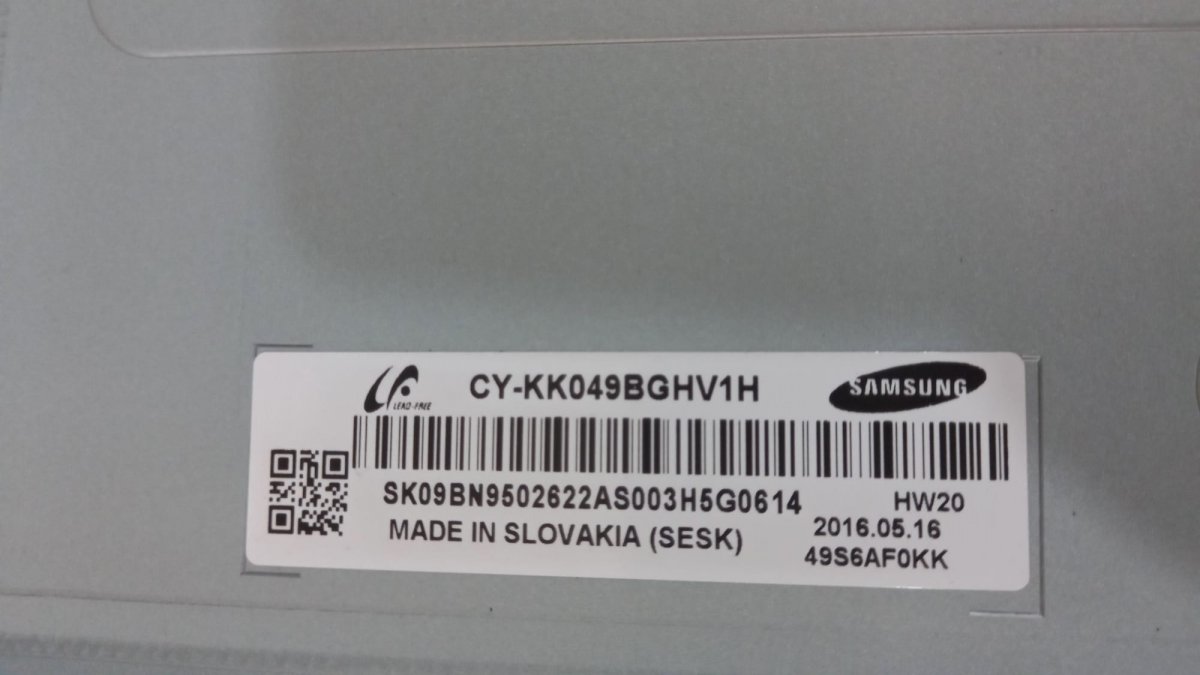 LEAD-FREE
CY-KK049BGHV1H
SAMSUNG
SK09BN9502622AS003H5G0614
HW20
MADE IN SLOVAKIA (SESK)
2016.05.16
49S6AF0KK